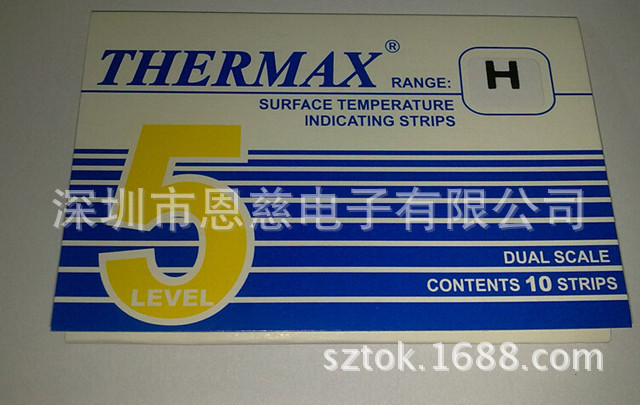 THERMAX®
RANGE: H
SURFACE TEMPERATURE
INDICATING STRIPS
5
LEVEL
深圳市恩慈电子有限公司
DUAL SCALE
CONTENTS 10 STRIPS
sztok.1688.com